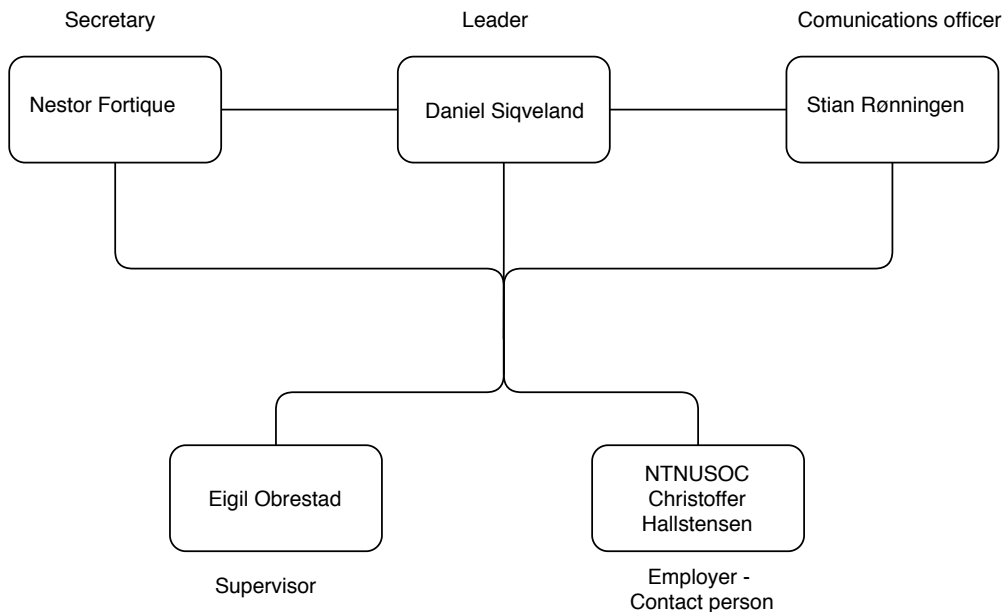 Secretary
Leader
Comunications officer
Nestor Fortique
Daniel Siqveland
Stian Rønningen
Eigil Obrestad
NTNUSOC
Christoffer
Hallstensen
Supervisor
Employer -
Contact person